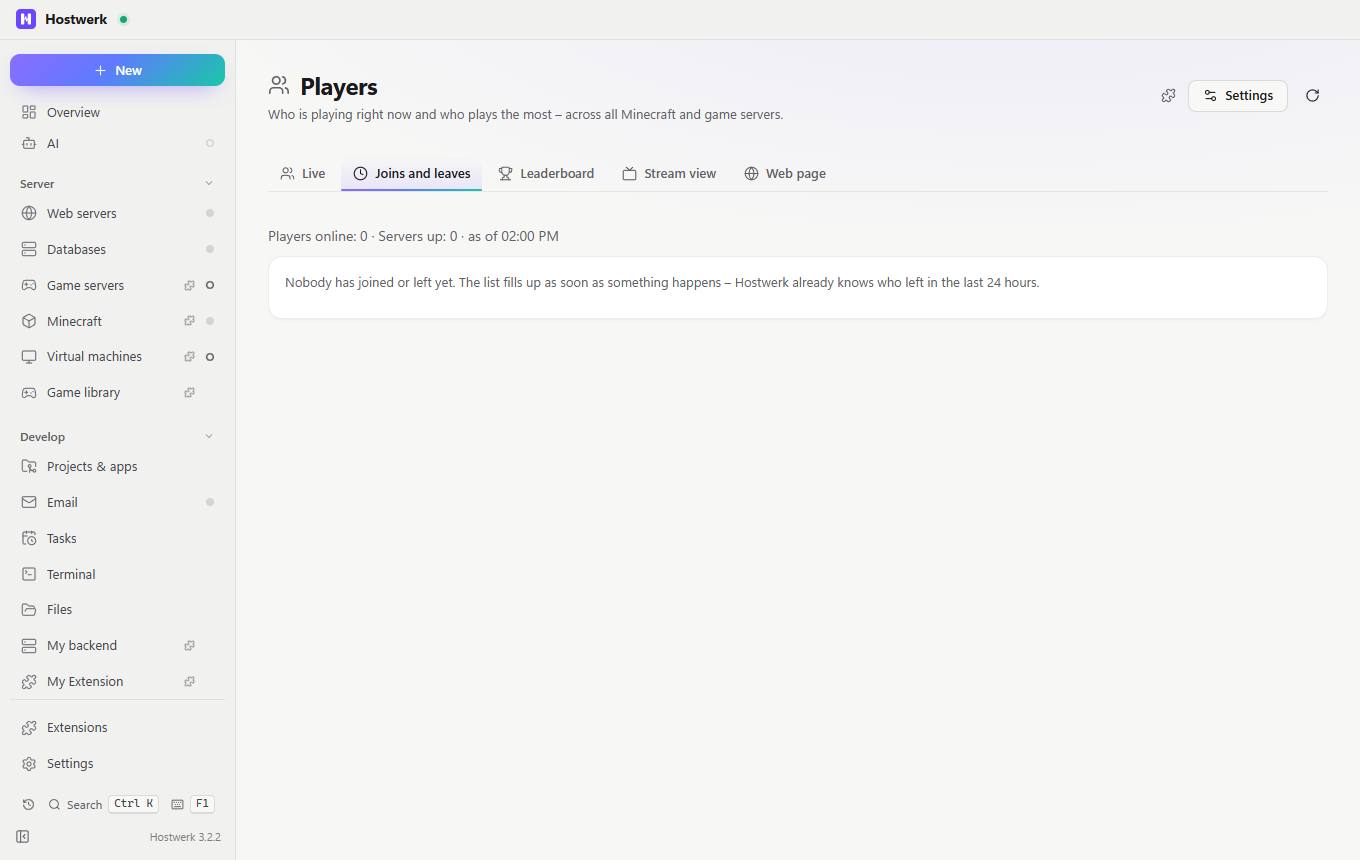 Hostwerk
New
Overview
AI
Server
Web servers
Databases
Game servers
Minecraft
Virtual machines
Game library
Develop
Projects & apps
Email
Tasks
Terminal
Files
My backend
My Extension
Extensions
Settings
Search Ctrl K F1
Hostwerk 3.2.2
Players
Who is playing right now and who plays the most – across all Minecraft and game servers.
Settings
Live Joins and leaves Leaderboard Stream view Web page
Players online: 0 · Servers up: 0 · as of 02:00 PM
Nobody has joined or left yet. The list fills up as soon as something happens – Hostwerk already knows who left in the last 24 hours.